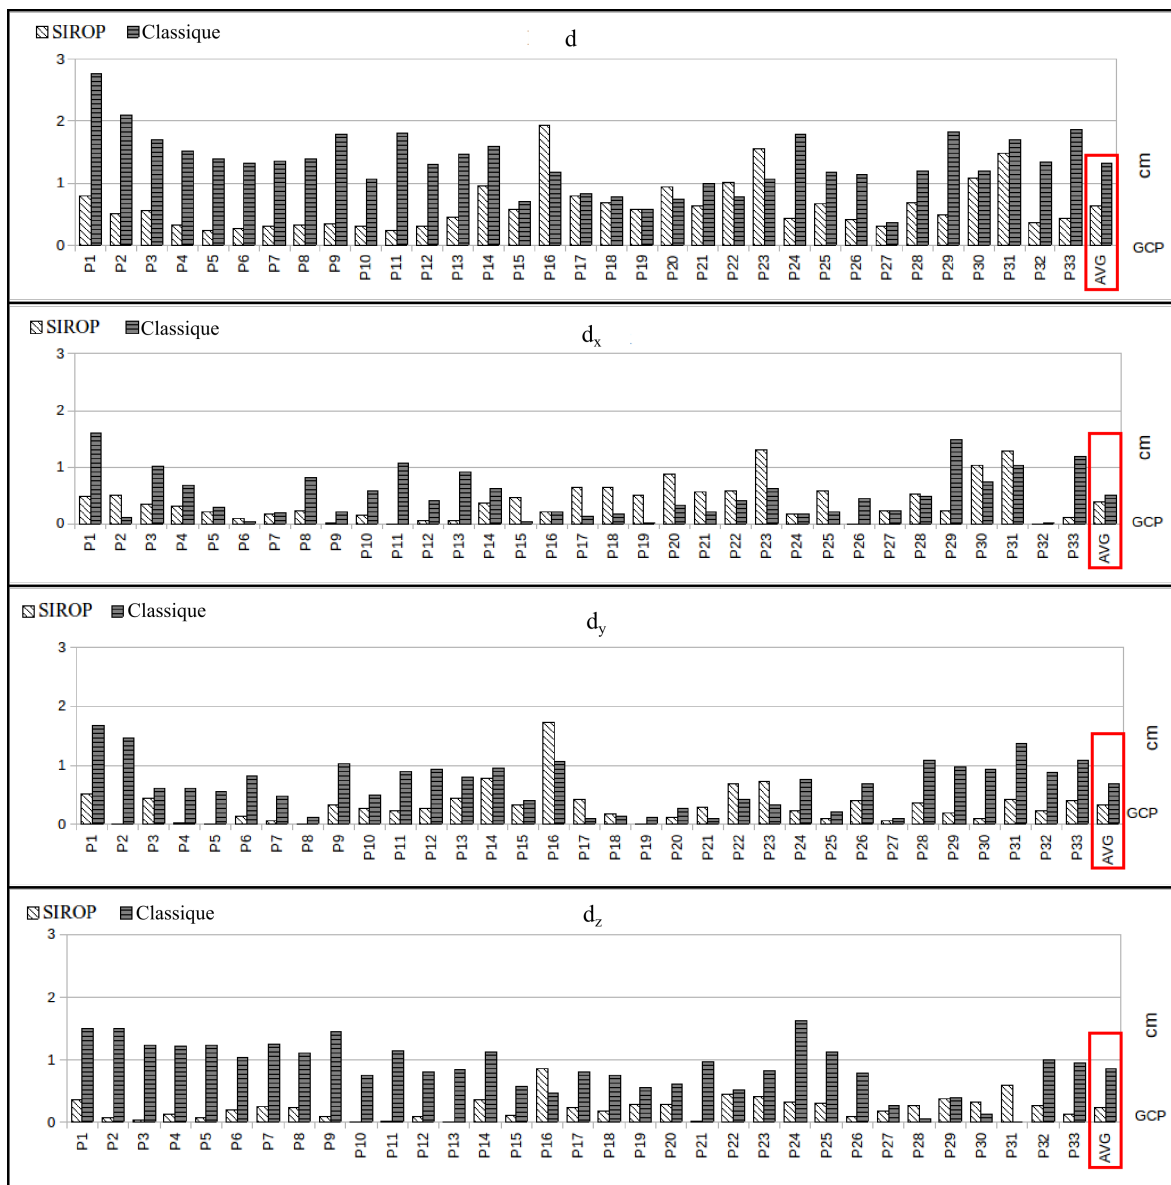 SIROP Classique
d
3
2
1
0
cm
GCP
P1 P2 P3 P4 P5 P6 P7 P8 P9 P10 P11 P12 P13 P14 P15 P16 P17 P18 P19 P20 P21 P22 P23 P24 P25 P26 P27 P28 P29 P30 P31 P32 P33 AVG
SIROP Classique
dx
3
2
1
0
cm
GCP
P1 P2 P3 P4 P5 P6 P7 P8 P9 P10 P11 P12 P13 P14 P15 P16 P17 P18 P19 P20 P21 P22 P23 P24 P25 P26 P27 P28 P29 P30 P31 P32 P33 AVG
SIROP Classique
dy
3
2
1
0
cm
GCP
P1 P2 P3 P4 P5 P6 P7 P8 P9 P10 P11 P12 P13 P14 P15 P16 P17 P18 P19 P20 P21 P22 P23 P24 P25 P26 P27 P28 P29 P30 P31 P32 P33 AVG
SIROP Classique
dz
3
2
1
0
cm
GCP
P1 P2 P3 P4 P5 P6 P7 P8 P9 P10 P11 P12 P13 P14 P15 P16 P17 P18 P19 P20 P21 P22 P23 P24 P25 P26 P27 P28 P29 P30 P31 P32 P33 AVG